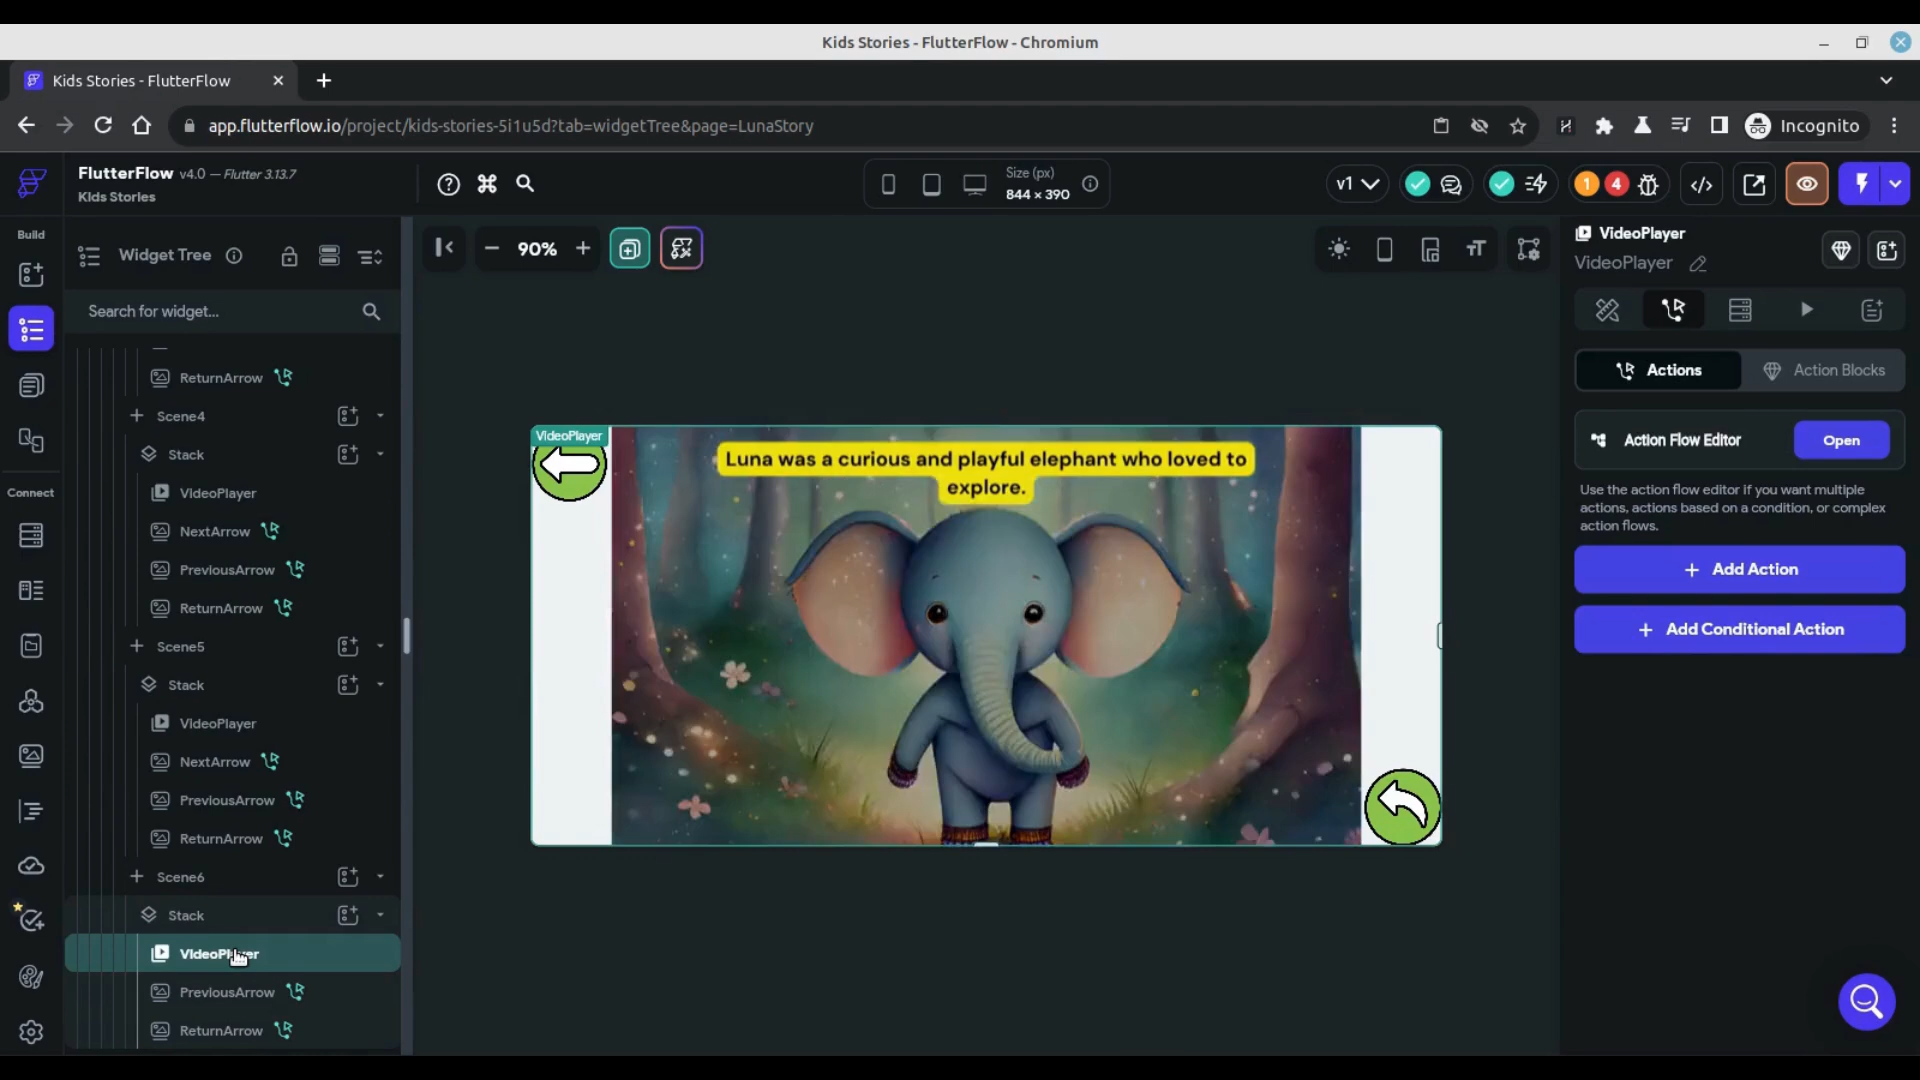 Kids Stories - FlutterFlow - Chromium
Kids Stories - FlutterFlow
app.flutterflow.io/project/kids-stories-5i1u5d?tab=widgetTree&page=LunaStory
Incognito
FlutterFlow v4.0 — Flutter 3.13.7
Kids Stories
Size (px)
844 × 390
v1
1
4
Build
Connect
Widget Tree
Search for widget...
ReturnArrow
Scene4
Stack
VideoPlayer
NextArrow
PreviousArrow
ReturnArrow
Scene5
Stack
VideoPlayer
NextArrow
PreviousArrow
ReturnArrow
Scene6
Stack
VideoPlayer
PreviousArrow
ReturnArrow
90%
VideoPlayer
Luna was a curious and playful elephant who loved to
explore.
VideoPlayer
VideoPlayer
Actions
Action Blocks
Action Flow Editor
Open
Use the action flow editor if you want multiple
actions, actions based on a condition, or complex
action flows.
+ Add Action
+ Add Conditional Action